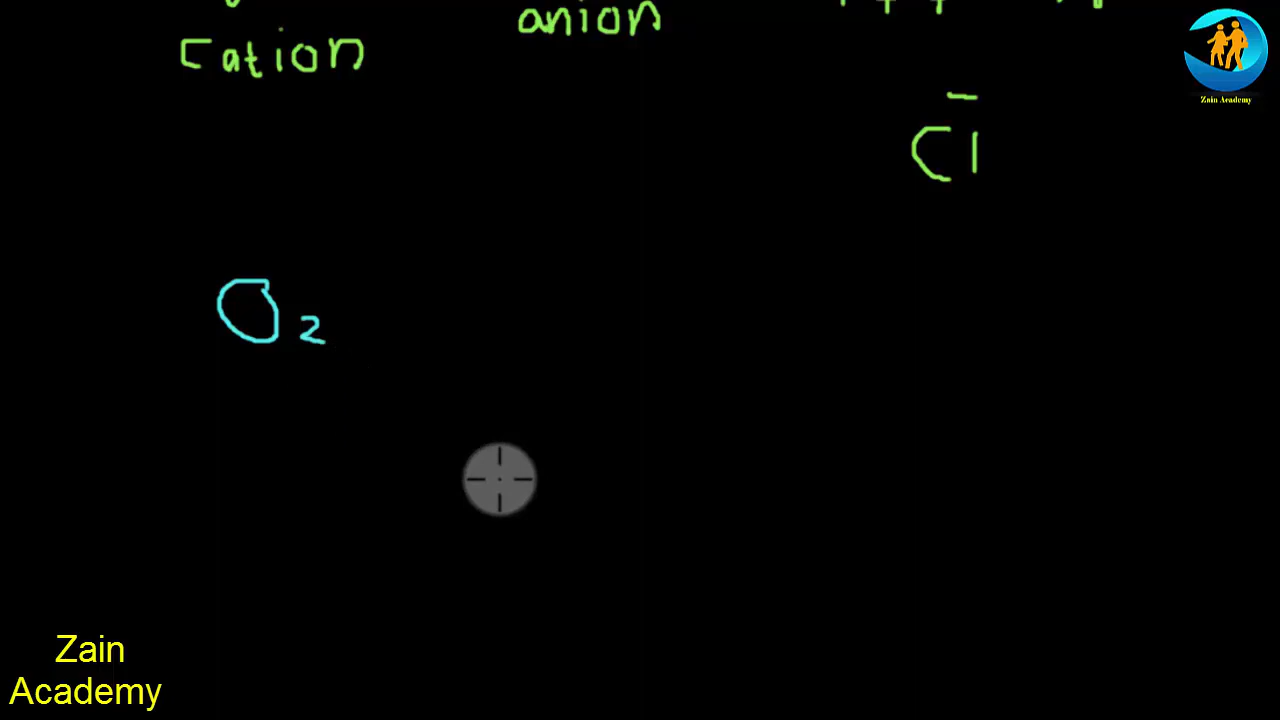 anion
Cation
Zain Academy
Cl⁻
O₂
Zain
Academy